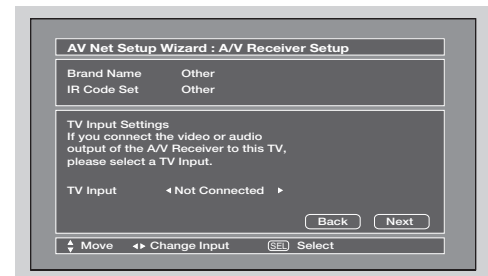 AV Net Setup Wizard : A/V Receiver Setup
Brand Name Other
IR Code Set Other
TV Input Settings
If you connect the video or audio
output of the A/V Receiver to this TV,
please select a TV Input.
TV Input ◀ Not Connected ▶
Back Next
▲▼ Move ◀▶ Change Input SEL Select